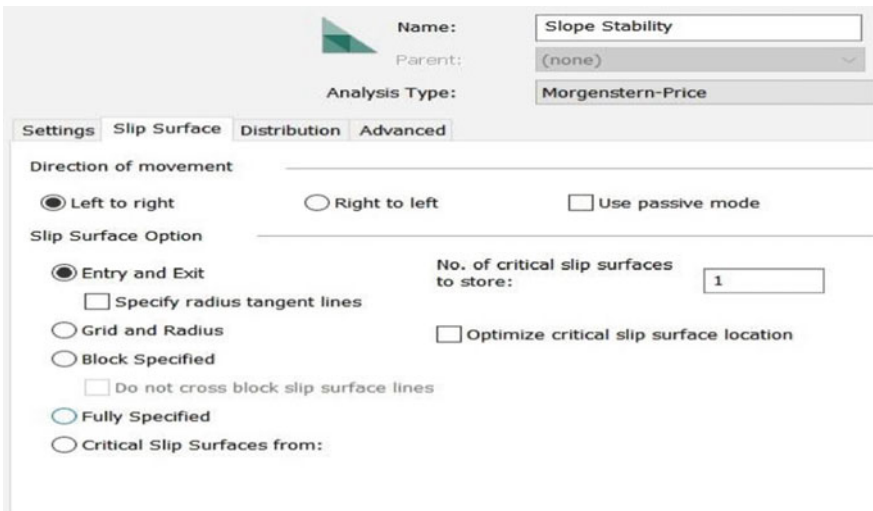 Name: Slope Stability
Parent: (none)
Analysis Type: Morgenstern-Price
Settings Slip Surface Distribution Advanced
Direction of movement
Left to right Right to left Use passive mode
Slip Surface Option
Entry and Exit
No. of critical slip surfaces
to store: 1
Specify radius tangent lines
Grid and Radius
Optimize critical slip surface location
Block Specified
Do not cross block slip surface lines
Fully Specified
Critical Slip Surfaces from: